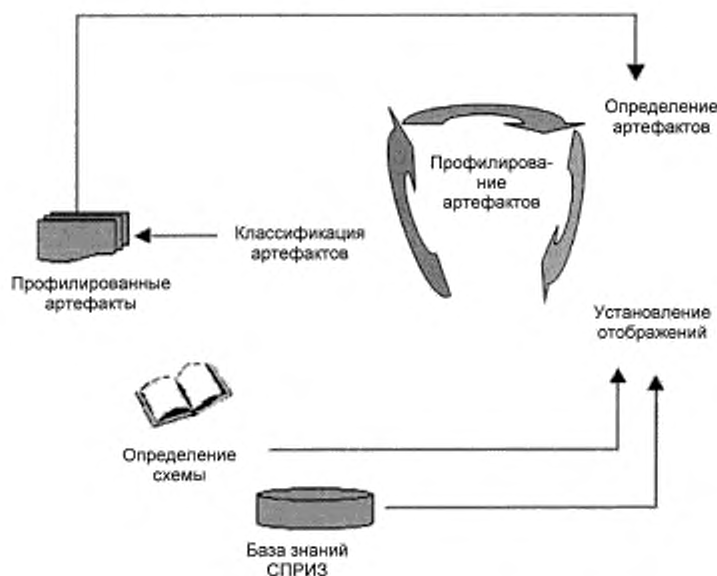 Определение
артефактов
Профилирова-
ние
артефактов
Классификация
артефактов
Профилированные
артефакты
Установление
отображений
Определение
схемы
База знаний
СПРИЗ